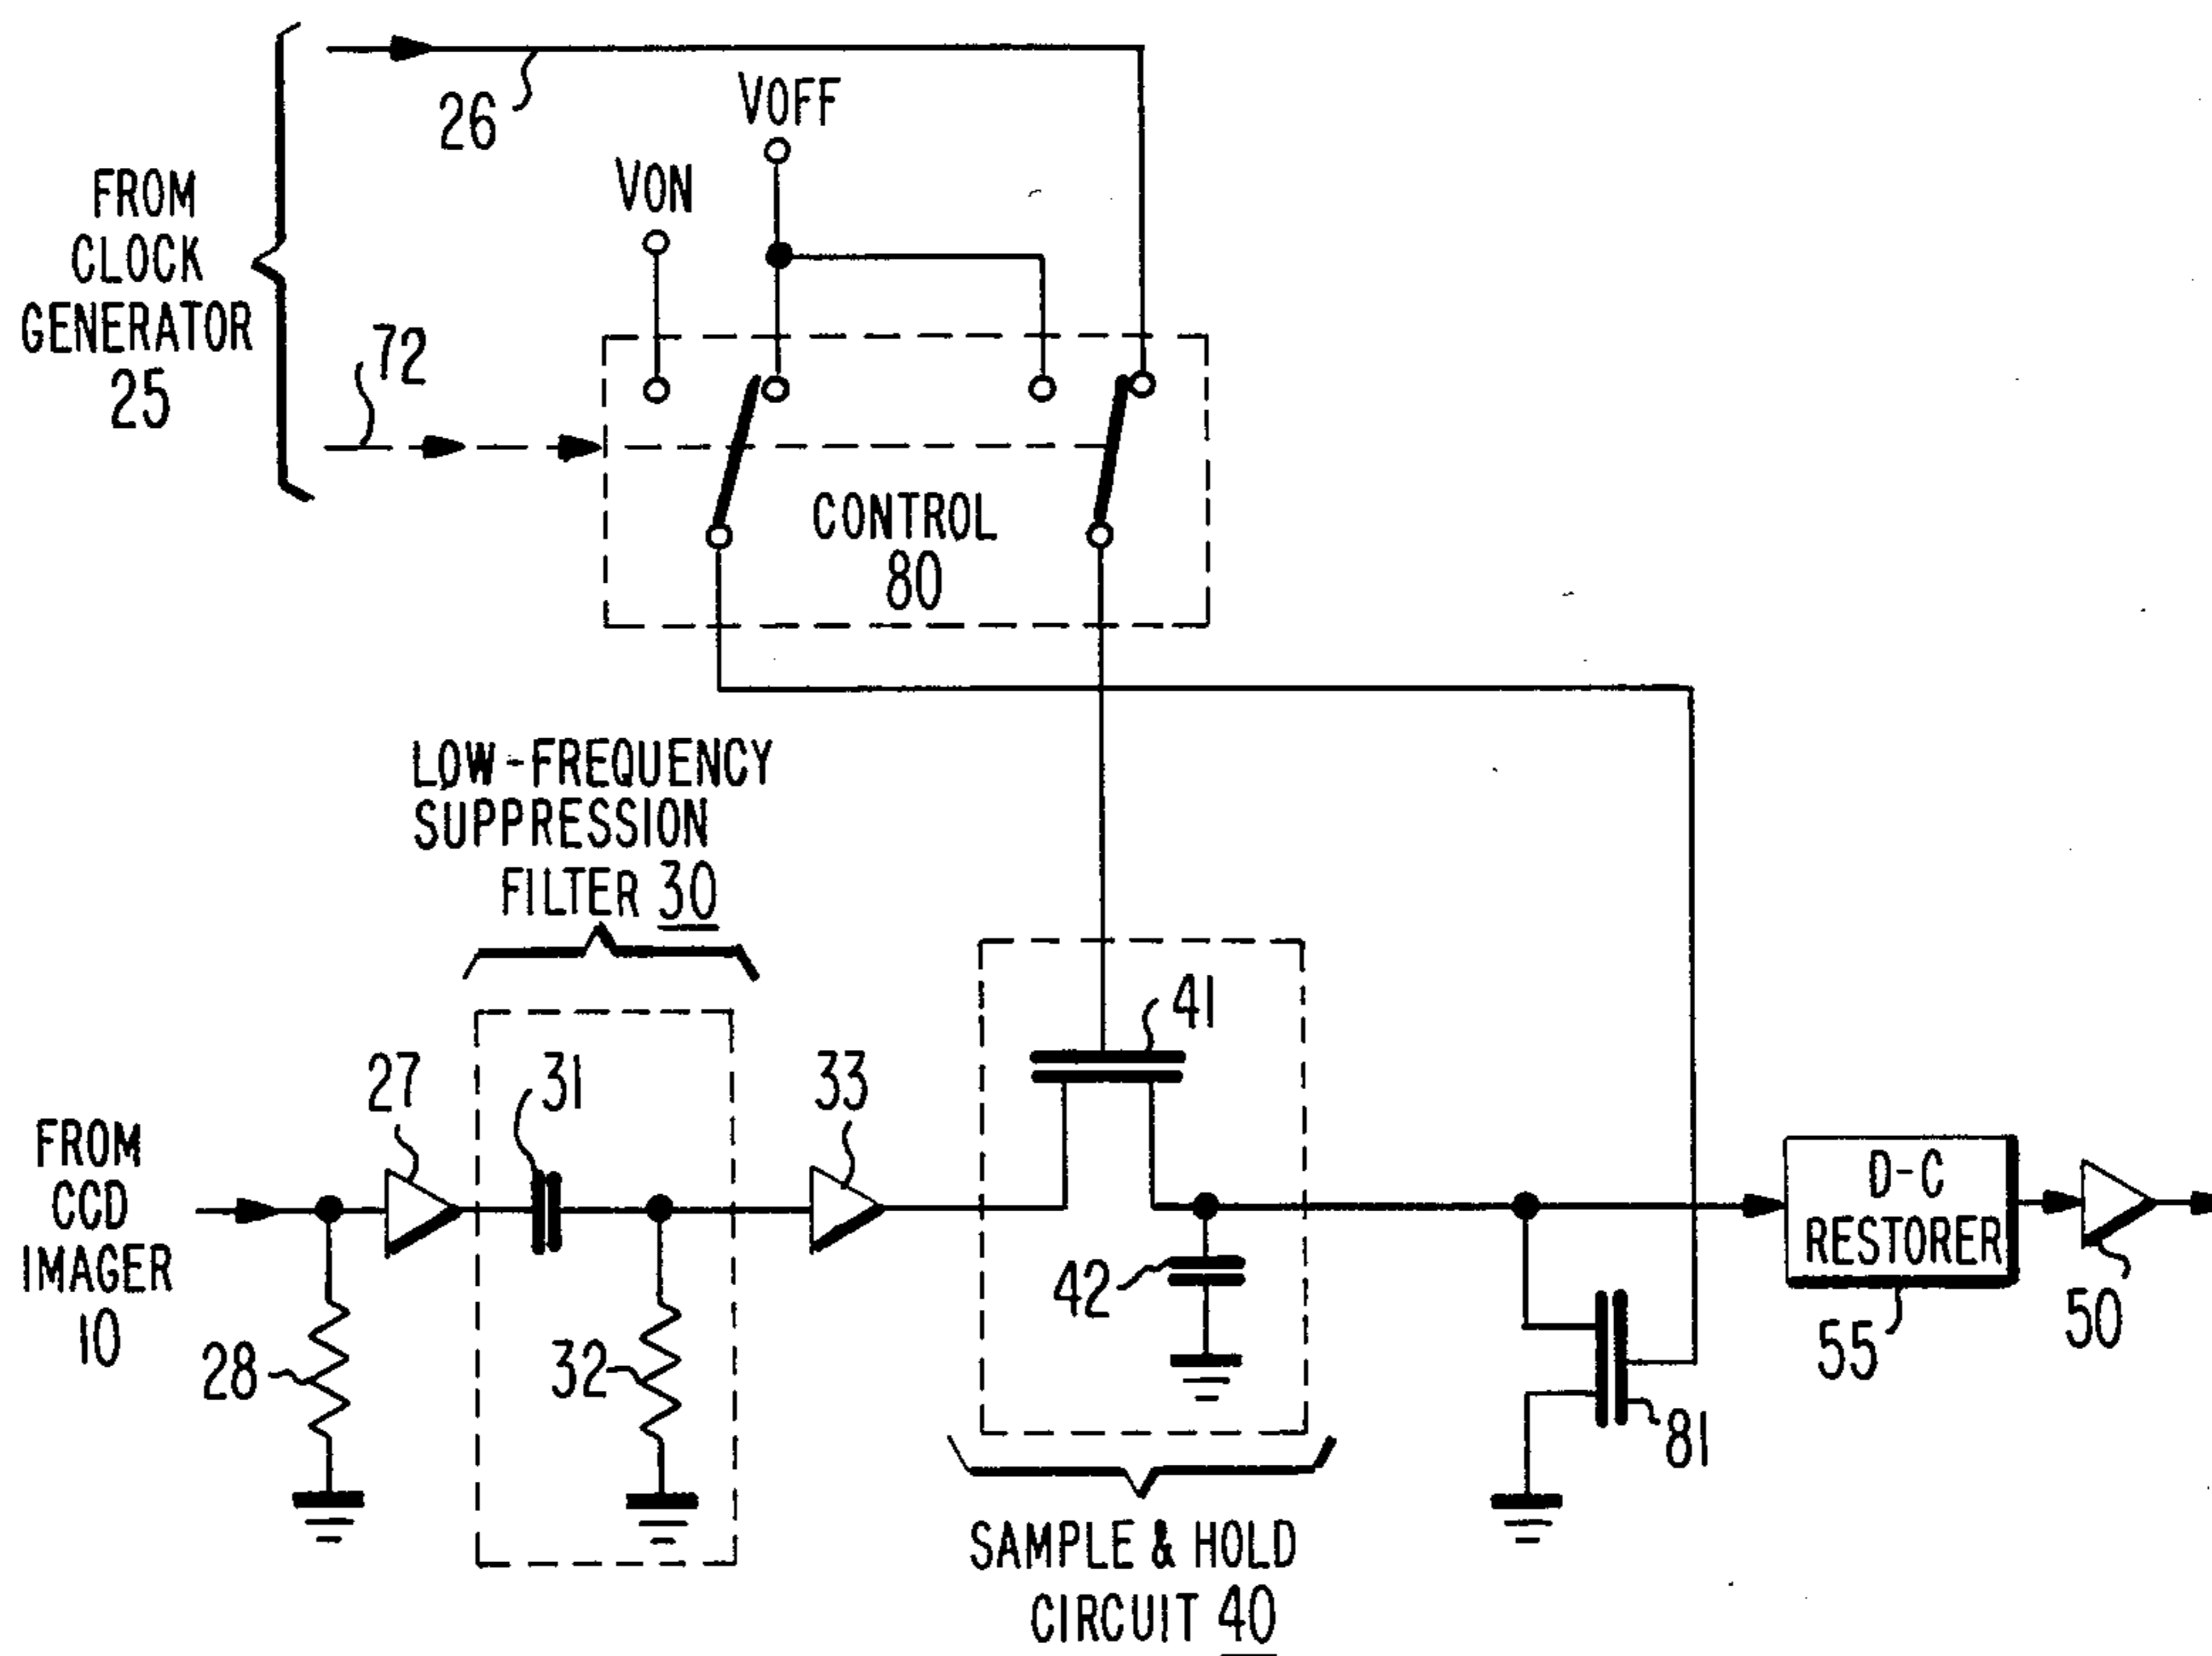 26
VOFF
VON
FROM
CLOCK
GENERATOR
25
72
CONTROL
80
LOW-FREQUENCY
SUPPRESSION
FILTER 30
41
27
31
33
FROM
CCD
IMAGER
10
D-C
RESTORER
42
28
32
55
50
81
SAMPLE & HOLD
CIRCUIT 40